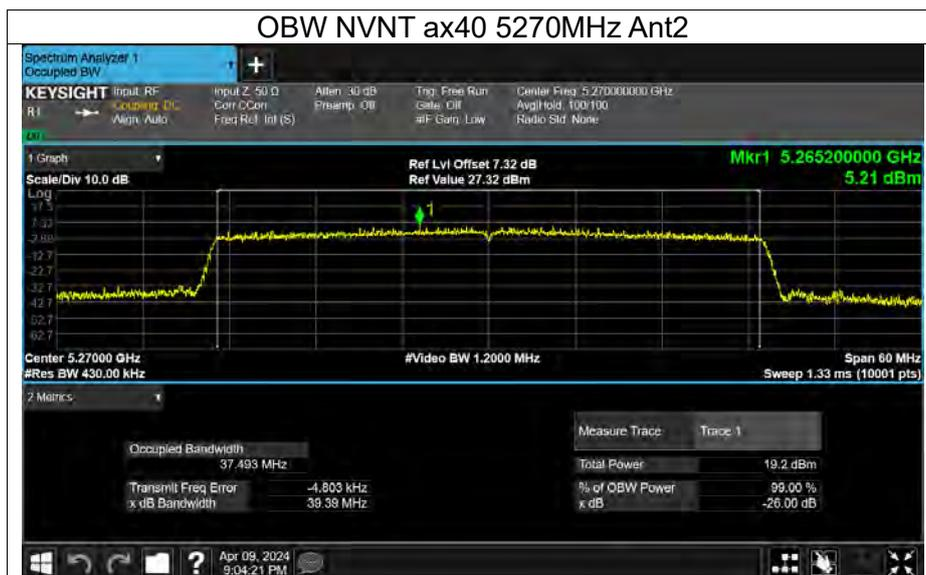 OBW NVNT ax40 5270MHz Ant2
Spectrum Analyzer 1
Occupied BW
KEYSIGHT Input: RF Input Z: 50 Ω Atten: 30 dB Trig: Free Run Center Freq: 5.270000000 GHz
R L Coupling: DC Corr CCorr Preamp: Off Gate: Off Avg|Hold: 100/100
Align: Auto Freq Ref: Int (S) #IF Gain: Low Radio Std: None
1 Graph Ref Lvl Offset 7.32 dB Mkr1 5.265200000 GHz
Scale/Div 10.0 dB Ref Value 27.32 dBm 5.21 dBm
Log
17.3
7.32
-2.68
-12.7
-22.7
-32.7
-42.7
-52.7
-62.7
1
Center 5.27000 GHz #Video BW 1.2000 MHz Span 60 MHz
#Res BW 430.00 kHz Sweep 1.33 ms (10001 pts)
2 Metrics
Measure Trace Trace 1
Occupied Bandwidth
37.493 MHz Total Power 19.2 dBm
Transmit Freq Error -4.803 kHz % of OBW Power 99.00 %
x dB Bandwidth 39.39 MHz x dB -26.00 dB
Apr 09, 2024
9:04:21 PM